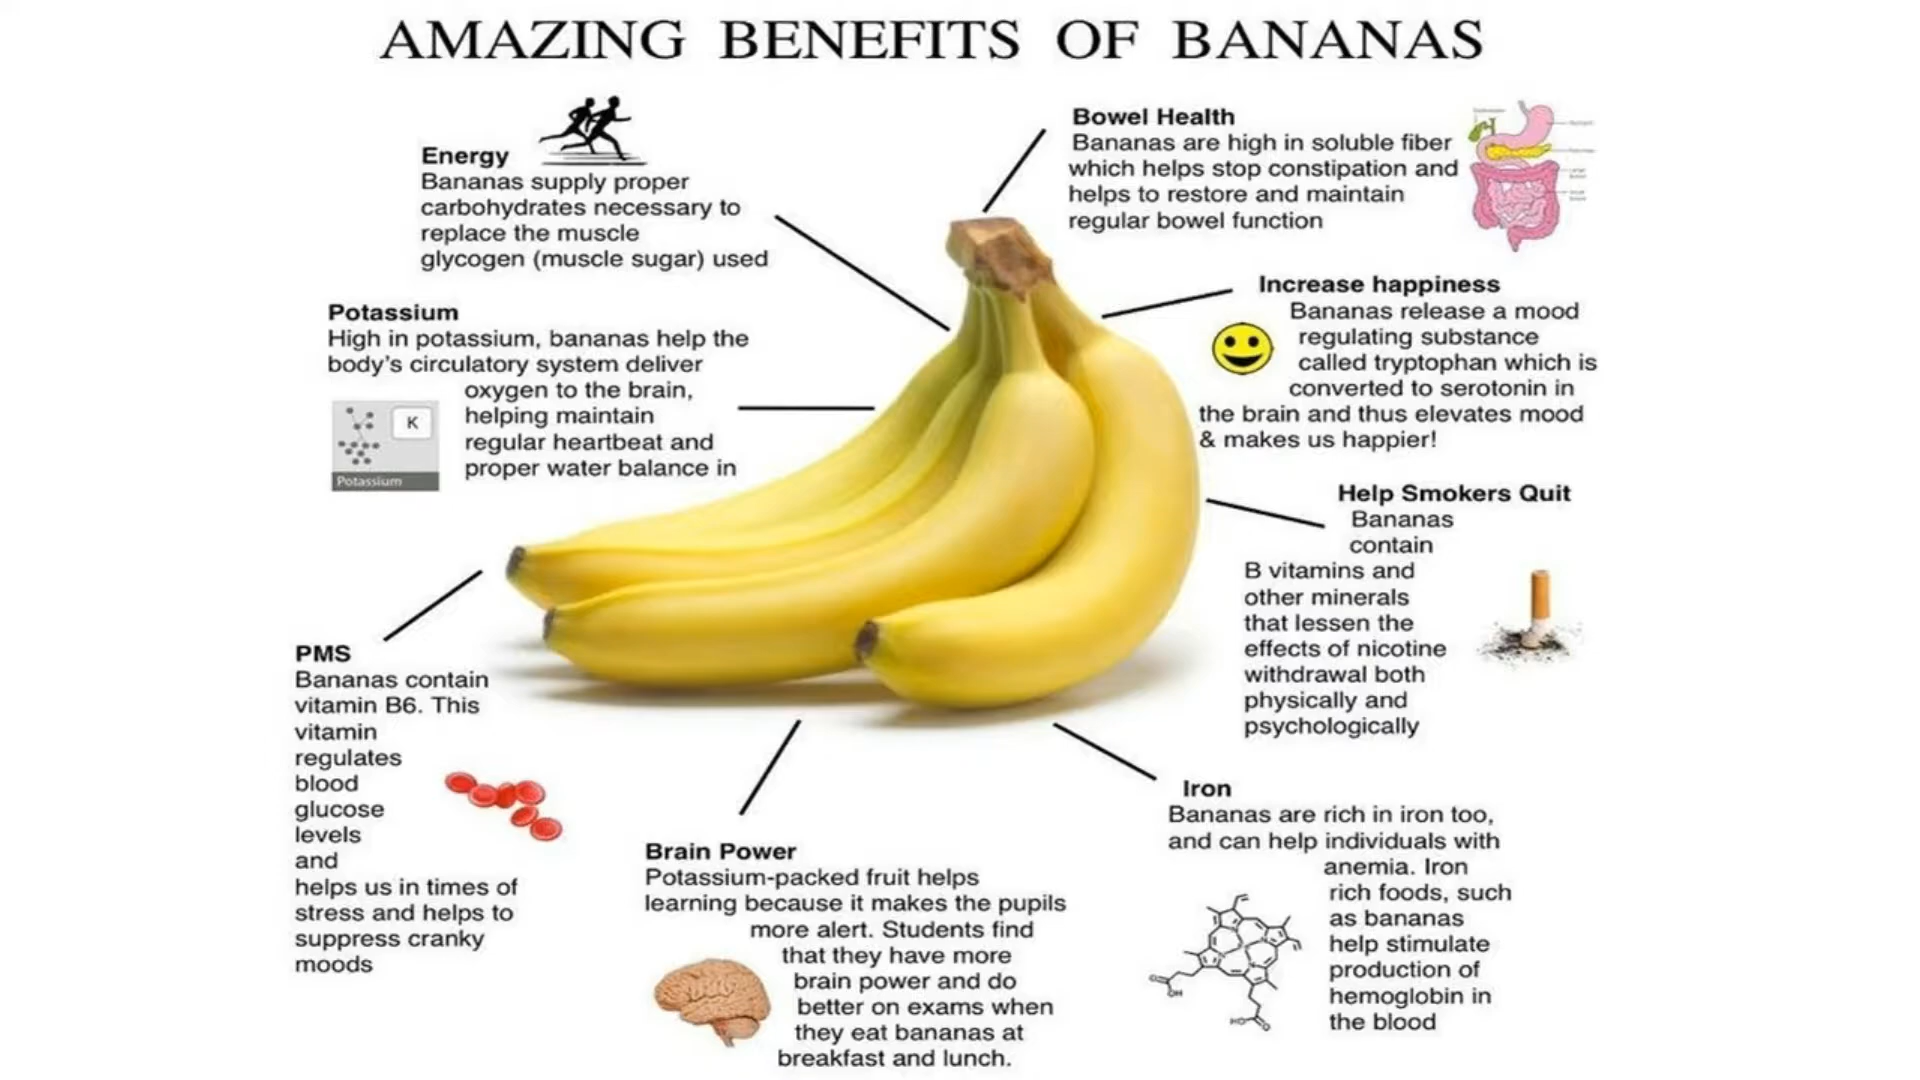 AMAZING BENEFITS OF BANANAS
Energy
Bananas supply proper
carbohydrates necessary to
replace the muscle
glycogen (muscle sugar) used
Bowel Health
Bananas are high in soluble fiber
which helps stop constipation and
helps to restore and maintain
regular bowel function
Potassium
High in potassium, bananas help the
body's circulatory system deliver
oxygen to the brain,
helping maintain
regular heartbeat and
proper water balance in
K
Potassium
Increase happiness
Bananas release a mood
regulating substance
called tryptophan which is
converted to serotonin in
the brain and thus elevates mood
& makes us happier!
Help Smokers Quit
Bananas
contain
B vitamins and
other minerals
that lessen the
effects of nicotine
withdrawal both
physically and
psychologically
PMS
Bananas contain
vitamin B6. This
vitamin
regulates
blood
glucose
levels
and
helps us in times of
stress and helps to
suppress cranky
moods
Brain Power
Potassium-packed fruit helps
learning because it makes the pupils
more alert. Students find
that they have more
brain power and do
better on exams when
they eat bananas at
breakfast and lunch.
Iron
Bananas are rich in iron too,
and can help individuals with
anemia. Iron
rich foods, such
as bananas
help stimulate
production of
hemoglobin in
the blood
OH
HO